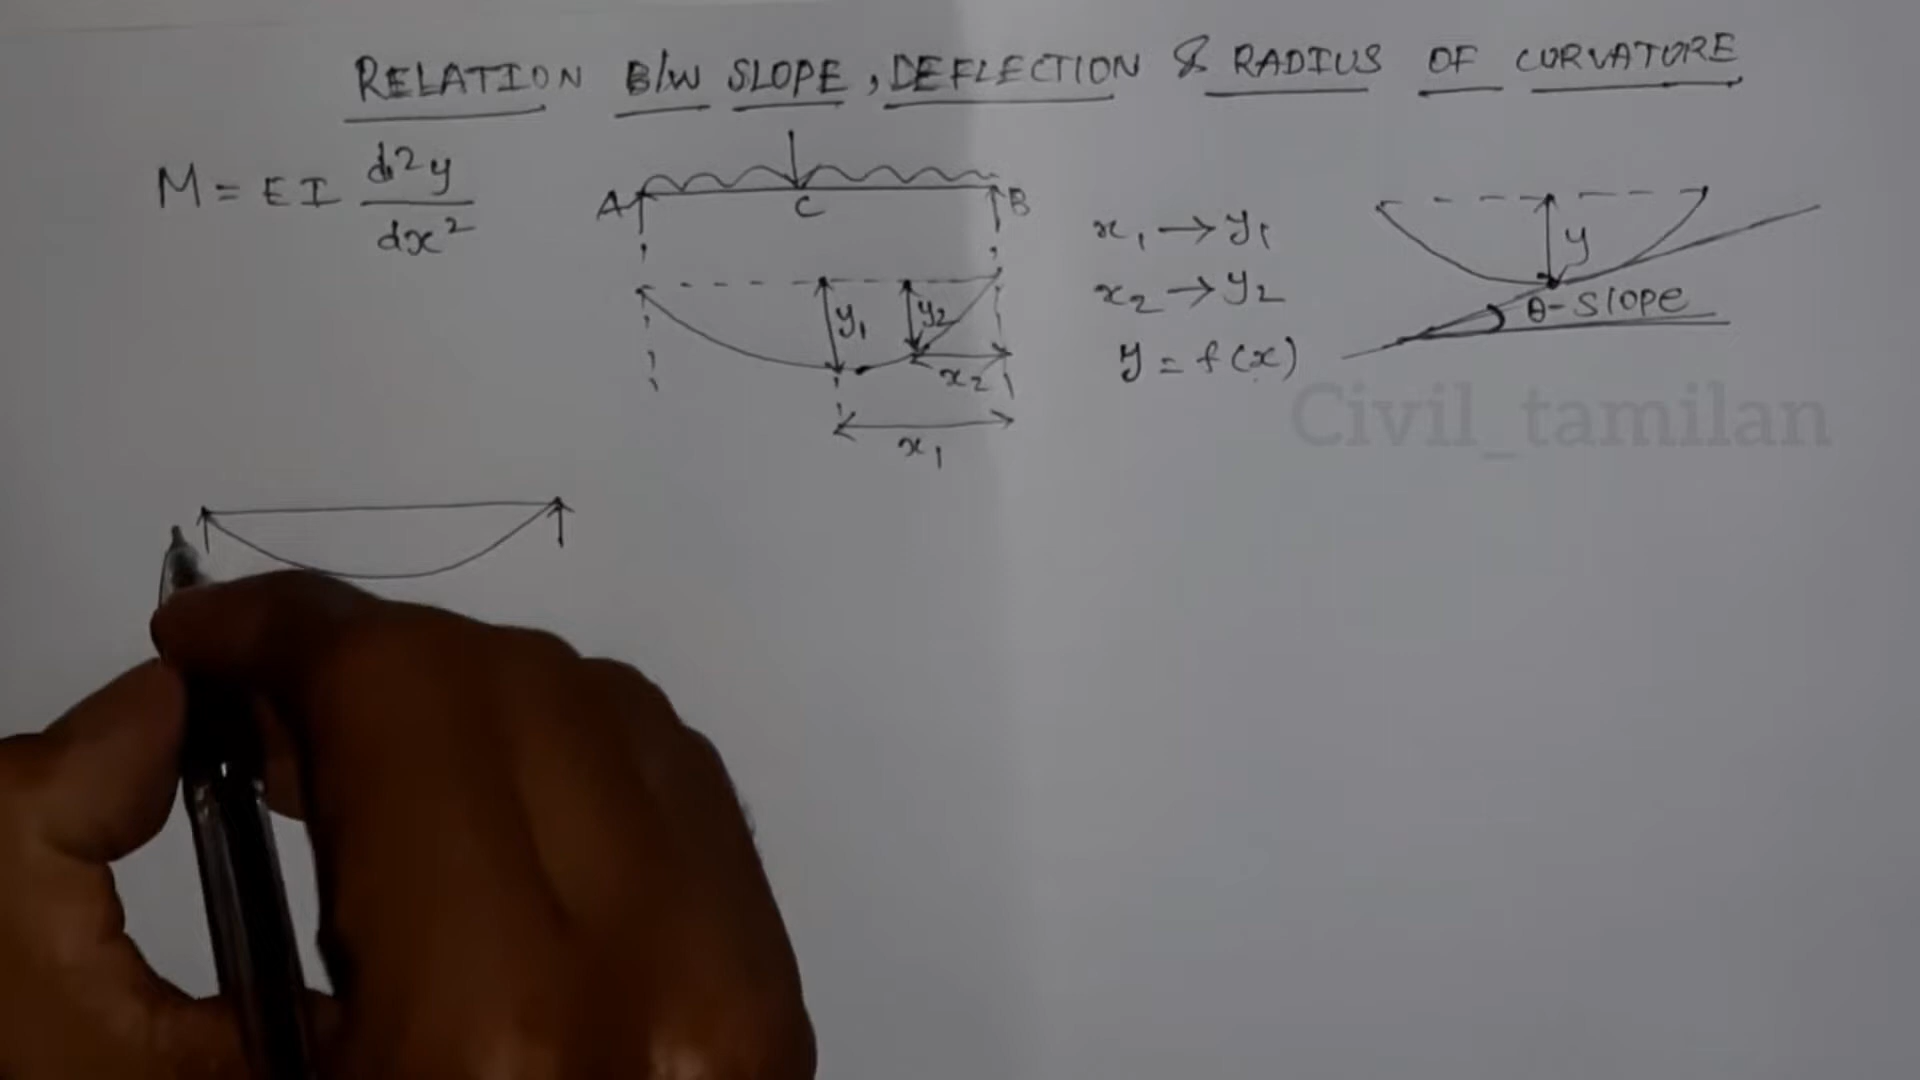 RELATION B/W SLOPE, DEFLECTION & RADIUS OF CURVATURE
M = EI d²y/dx²
A C B
y₁ y₂
x₂
x₁
x₁ → y₁
x₂ → y₂
y = f(x)
y
θ-slope
Civil_tamilan